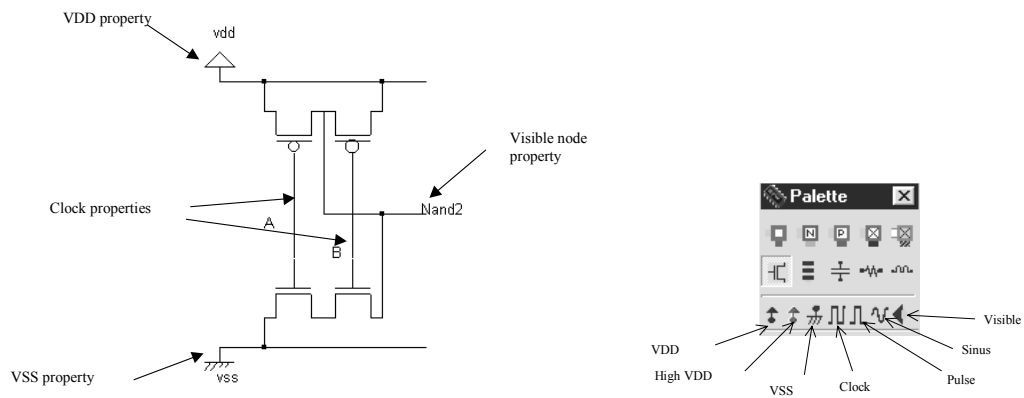 VDD property
vdd
Visible node
property
Clock properties
A
Nand2
B
VSS property
vss
Palette
N
P
VDD
High VDD
VSS
Clock
Pulse
Sinus
Visible